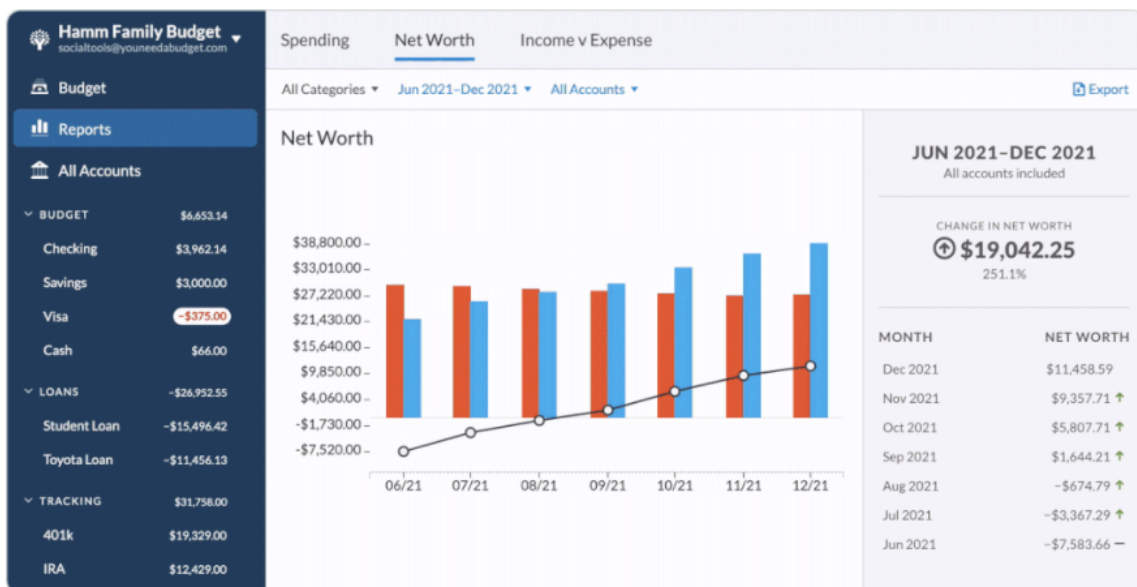 Hamm Family Budget
socialtools@youneedabudget.com
Budget
Reports
All Accounts
BUDGET $6,653.14
Checking $3,962.14
Savings $3,000.00
Visa -$375.00
Cash $66.00
LOANS -$26,952.55
Student Loan -$15,496.42
Toyota Loan -$11,456.13
TRACKING $31,758.00
401k $19,329.00
IRA $12,429.00
Spending Net Worth Income v Expense
All Categories Jun 2021–Dec 2021 All Accounts Export
Net Worth
$38,800.00
$33,010.00
$27,220.00
$21,430.00
$15,640.00
$9,850.00
$4,060.00
-$1,730.00
-$7,520.00
06/21 07/21 08/21 09/21 10/21 11/21 12/21
JUN 2021–DEC 2021
All accounts included
CHANGE IN NET WORTH
$19,042.25
251.1%
MONTH NET WORTH
Dec 2021 $11,458.59
Nov 2021 $9,357.71
Oct 2021 $5,807.71
Sep 2021 $1,644.21
Aug 2021 -$674.79
Jul 2021 -$3,367.29
Jun 2021 -$7,583.66